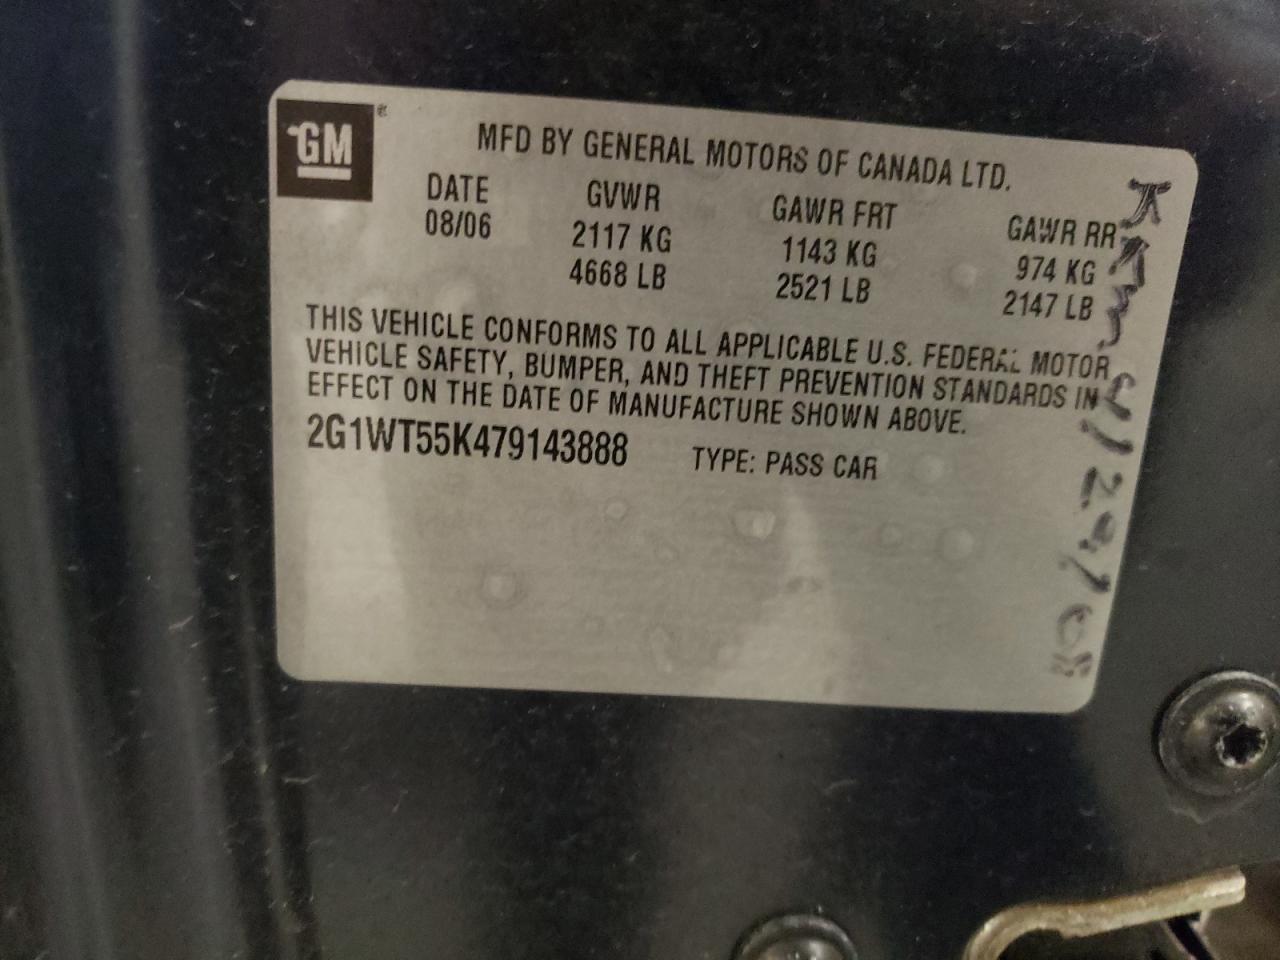 GM
MFD BY GENERAL MOTORS OF CANADA LTD.
DATE GVWR GAWR FRT GAWR RR
08/06 2117 KG 1143 KG 974 KG
4668 LB 2521 LB 2147 LB
THIS VEHICLE CONFORMS TO ALL APPLICABLE U.S. FEDERAL MOTOR
VEHICLE SAFETY, BUMPER, AND THEFT PREVENTION STANDARDS IN
EFFECT ON THE DATE OF MANUFACTURE SHOWN ABOVE.
2G1WT55K479143888 TYPE: PASS CAR